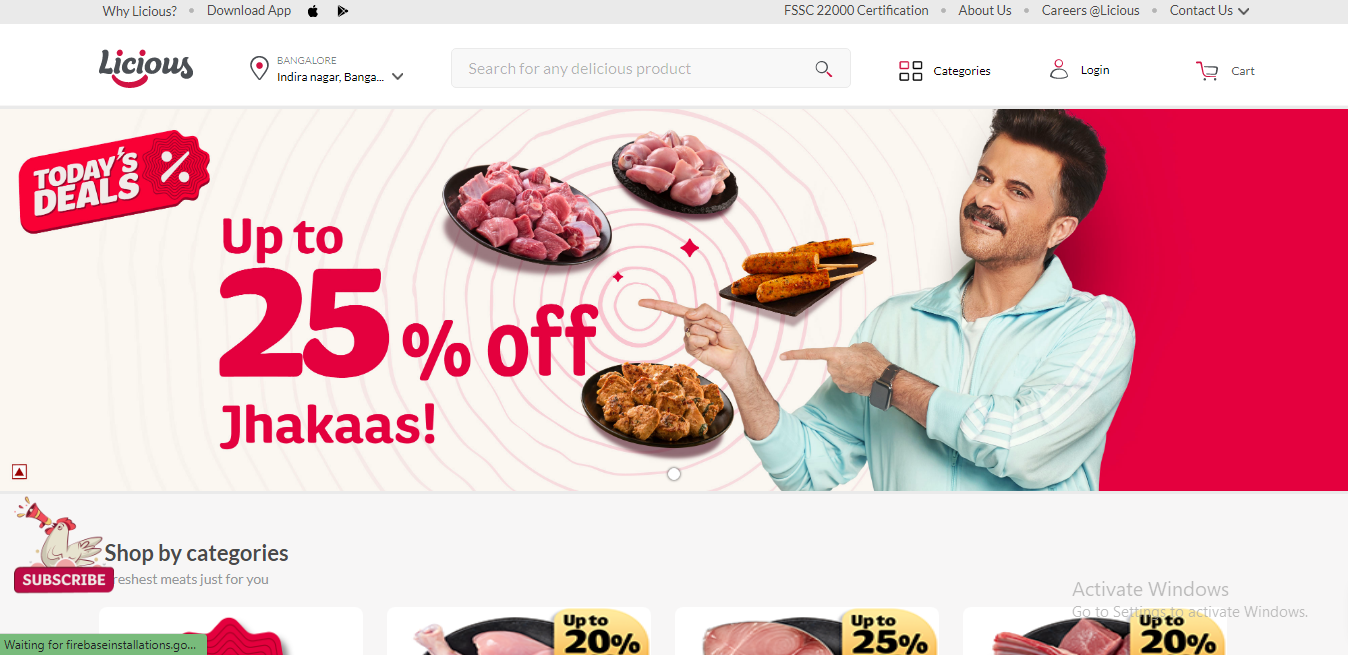 Why Licious?
Download App
FSSC 22000 Certification
About Us
Careers @Licious
Contact Us
Licious
BANGALORE
Indira nagar, Banga...
Search for any delicious product
Categories
Login
Cart
TODAY'S
DEALS
%
Up to
25% off
Jhakaas!
Shop by categories
SUBSCRIBE
reshest meats just for you
Activate Windows
Go to Settings to activate Windows.
Up to
20%
Up to
25%
Up to
20%
Waiting for firebaseinstallations.go...